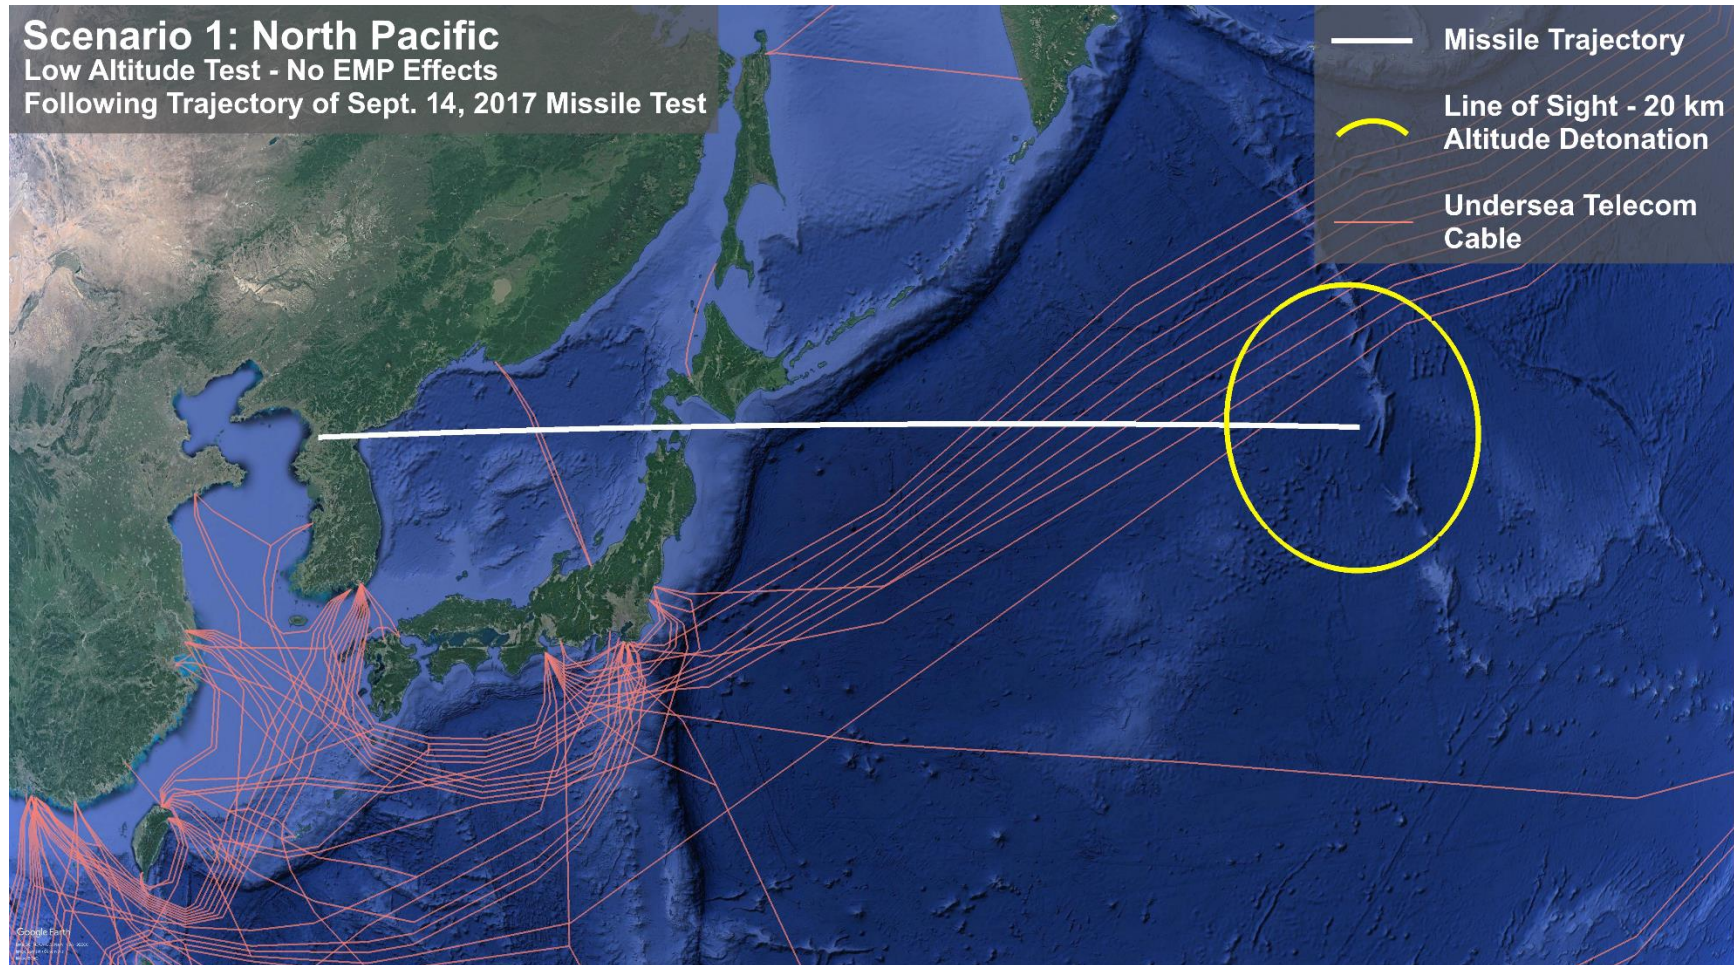 Scenario 1: North Pacific
Low Altitude Test - No EMP Effects
Following Trajectory of Sept. 14, 2017 Missile Test
Missile Trajectory
Line of Sight - 20 km
Altitude Detonation
Undersea Telecom
Cable
Google Earth